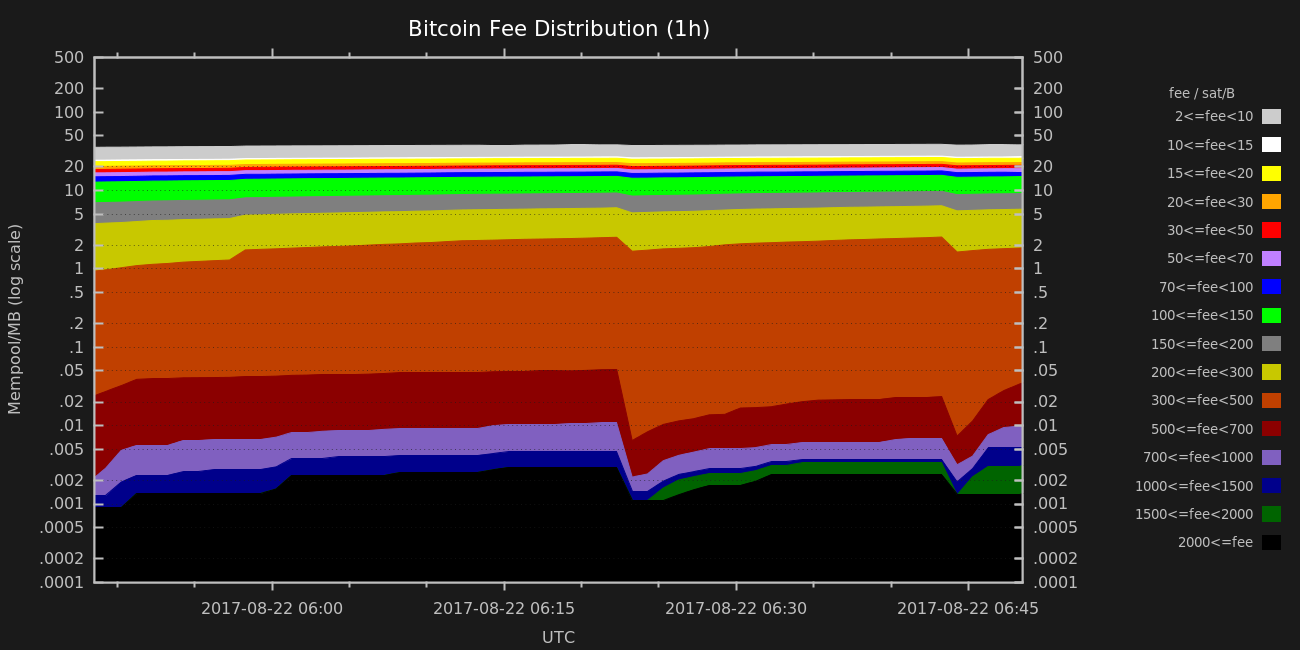 Bitcoin Fee Distribution (1h)
Mempool/MB (log scale)
500
200
100
50
20
10
5
2
1
.5
.2
.1
.05
.02
.01
.005
.002
.001
.0005
.0002
.0001
500
200
100
50
20
10
5
2
1
.5
.2
.1
.05
.02
.01
.005
.002
.001
.0005
.0002
.0001
2017-08-22 06:00
2017-08-22 06:15
2017-08-22 06:30
2017-08-22 06:45
UTC
fee / sat/B
2<=fee<10
10<=fee<15
15<=fee<20
20<=fee<30
30<=fee<50
50<=fee<70
70<=fee<100
100<=fee<150
150<=fee<200
200<=fee<300
300<=fee<500
500<=fee<700
700<=fee<1000
1000<=fee<1500
1500<=fee<2000
2000<=fee